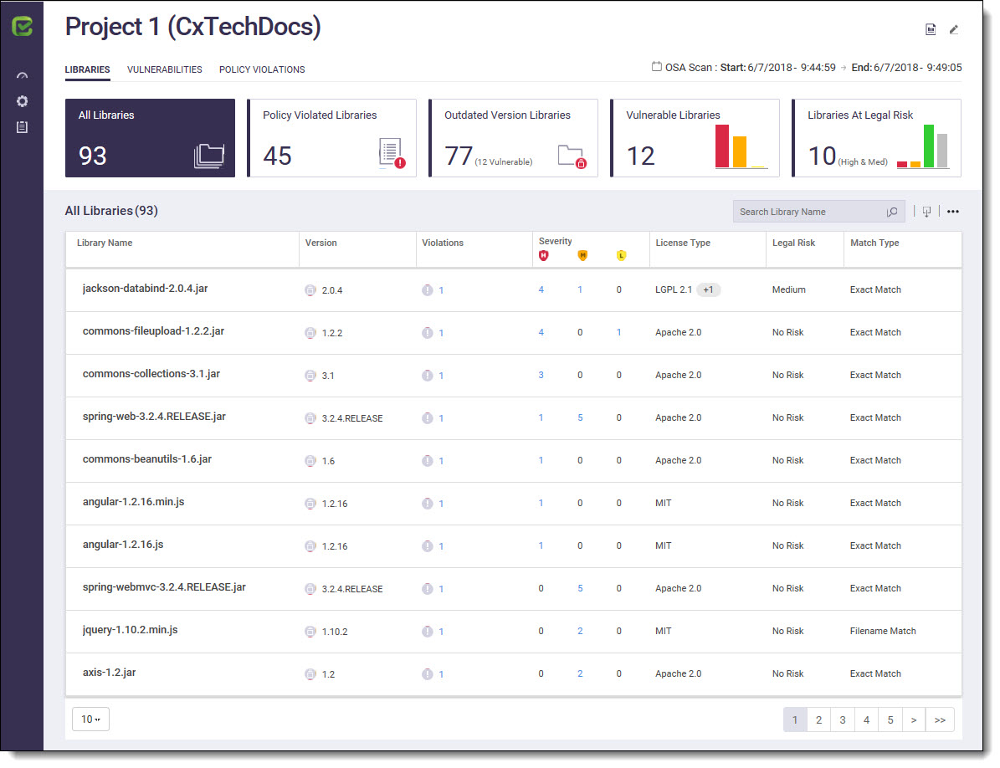 Project 1 (CxTechDocs)
LIBRARIES VULNERABILITIES POLICY VIOLATIONS OSA Scan : Start: 6/7/2018 - 9:44:59 → End: 6/7/2018 - 9:49:05
All Libraries Policy Violated Libraries Outdated Version Libraries Vulnerable Libraries Libraries At Legal Risk
93 45 77 (12 Vulnerable) 12 10 (High & Med)
All Libraries (93) Search Library Name
Library Name Version Violations Severity License Type Legal Risk Match Type
H M L
jackson-databind-2.0.4.jar 2.0.4 1 4 1 0 LGPL 2.1 +1 Medium Exact Match
commons-fileupload-1.2.2.jar 1.2.2 1 4 0 1 Apache 2.0 No Risk Exact Match
commons-collections-3.1.jar 3.1 1 3 0 0 Apache 2.0 No Risk Exact Match
spring-web-3.2.4.RELEASE.jar 3.2.4.RELEASE 1 1 5 0 Apache 2.0 No Risk Exact Match
commons-beanutils-1.6.jar 1.6 1 1 0 0 Apache 2.0 No Risk Exact Match
angular-1.2.16.min.js 1.2.16 1 1 0 0 MIT No Risk Exact Match
angular-1.2.16.js 1.2.16 1 1 0 0 MIT No Risk Exact Match
spring-webmvc-3.2.4.RELEASE.jar 3.2.4.RELEASE 1 0 5 0 Apache 2.0 No Risk Exact Match
jquery-1.10.2.min.js 1.10.2 1 0 2 0 MIT No Risk Filename Match
axis-1.2.jar 1.2 1 0 2 0 Apache 2.0 No Risk Exact Match
10 1 2 3 4 5 > >>